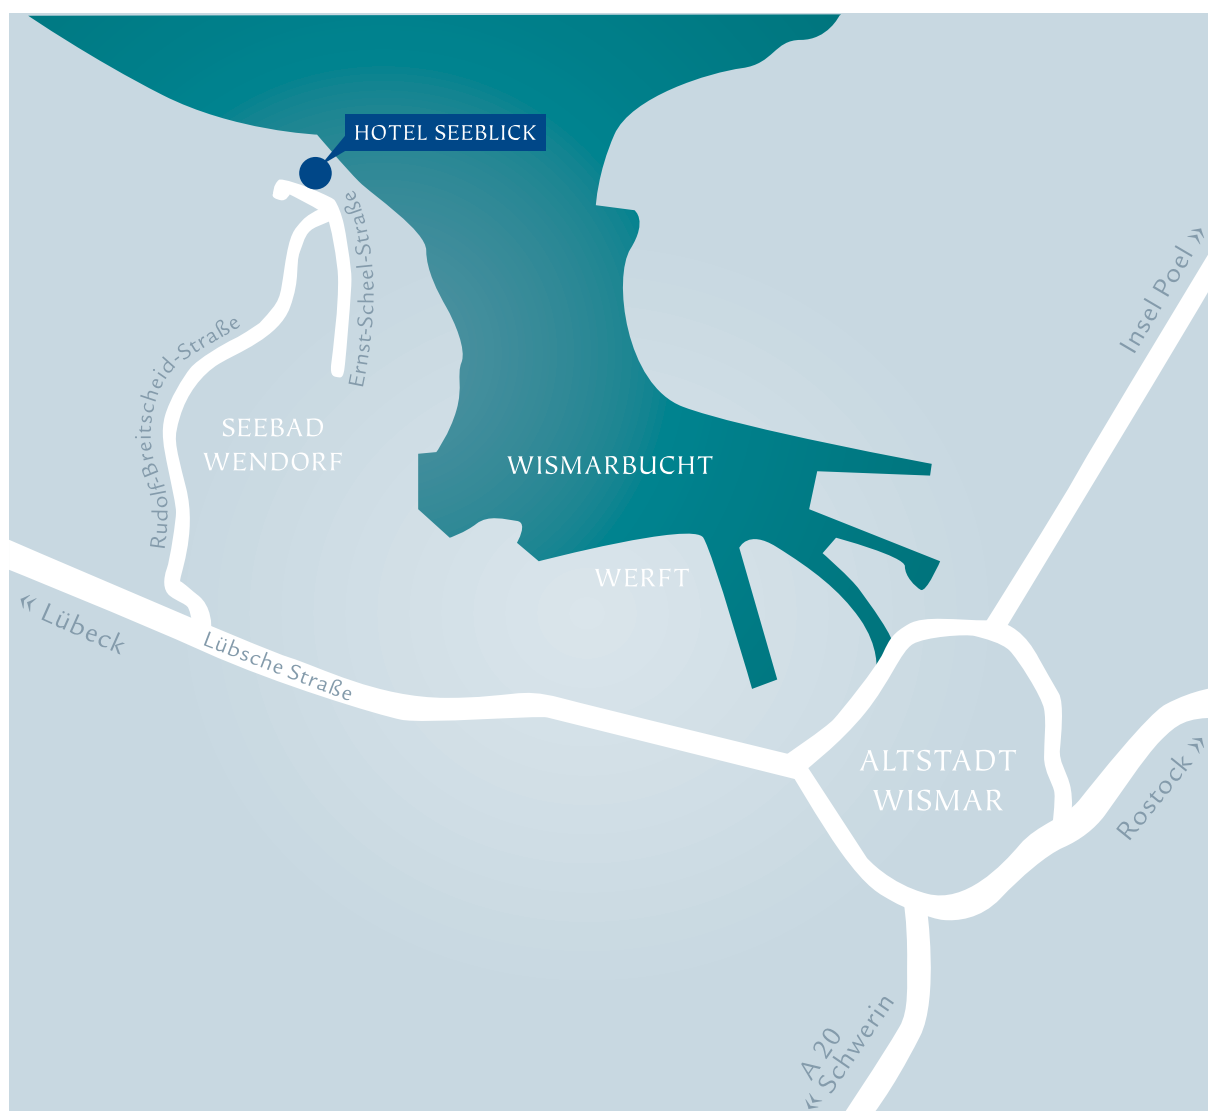 HOTEL SEEBLICK
Ernst-Scheel-Straße
Insel Poel »
Rudolf-Breitscheid-Straße
SEEBAD
WENDORF
WISMARBUCHT
WERFT
« Lübeck
Lübsche Straße
ALTSTADT
WISMAR
Rostock »
A 20
« Schwerin